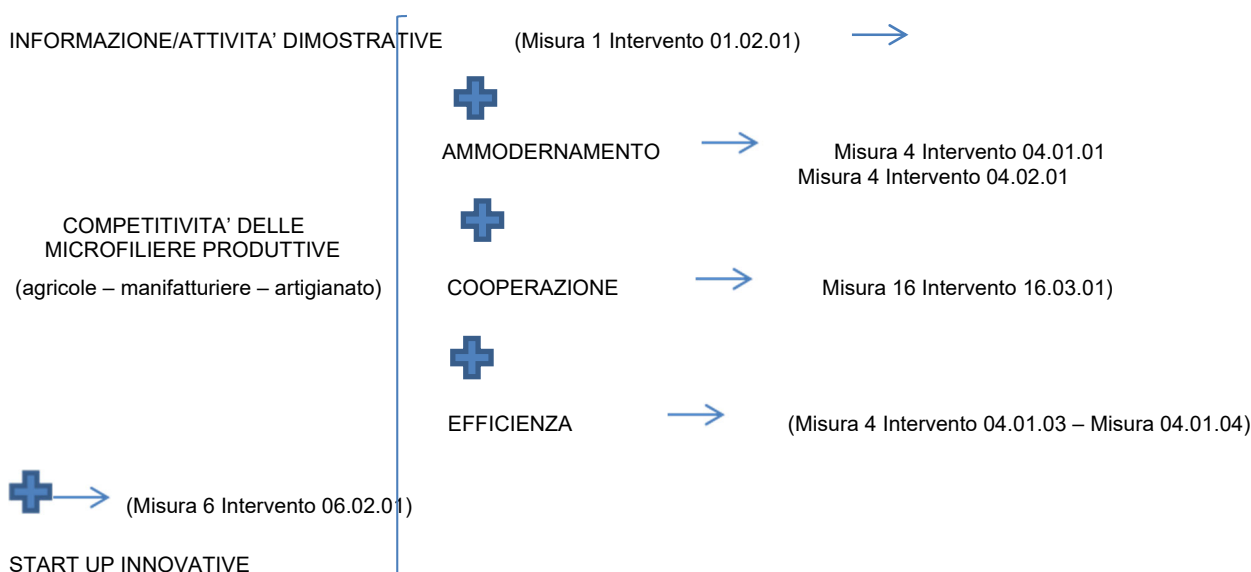 INFORMAZIONE/ATTIVITA’ DIMOSTRATIVE (Misura 1 Intervento 01.02.01)
AMMODERNAMENTO Misura 4 Intervento 04.01.01
Misura 4 Intervento 04.02.01
COMPETITIVITA’ DELLE
MICROFILIERE PRODUTTIVE
(agricole – manifatturiere – artigianato) COOPERAZIONE Misura 16 Intervento 16.03.01)
EFFICIENZA (Misura 4 Intervento 04.01.03 – Misura 04.01.04)
(Misura 6 Intervento 06.02.01)
START UP INNOVATIVE